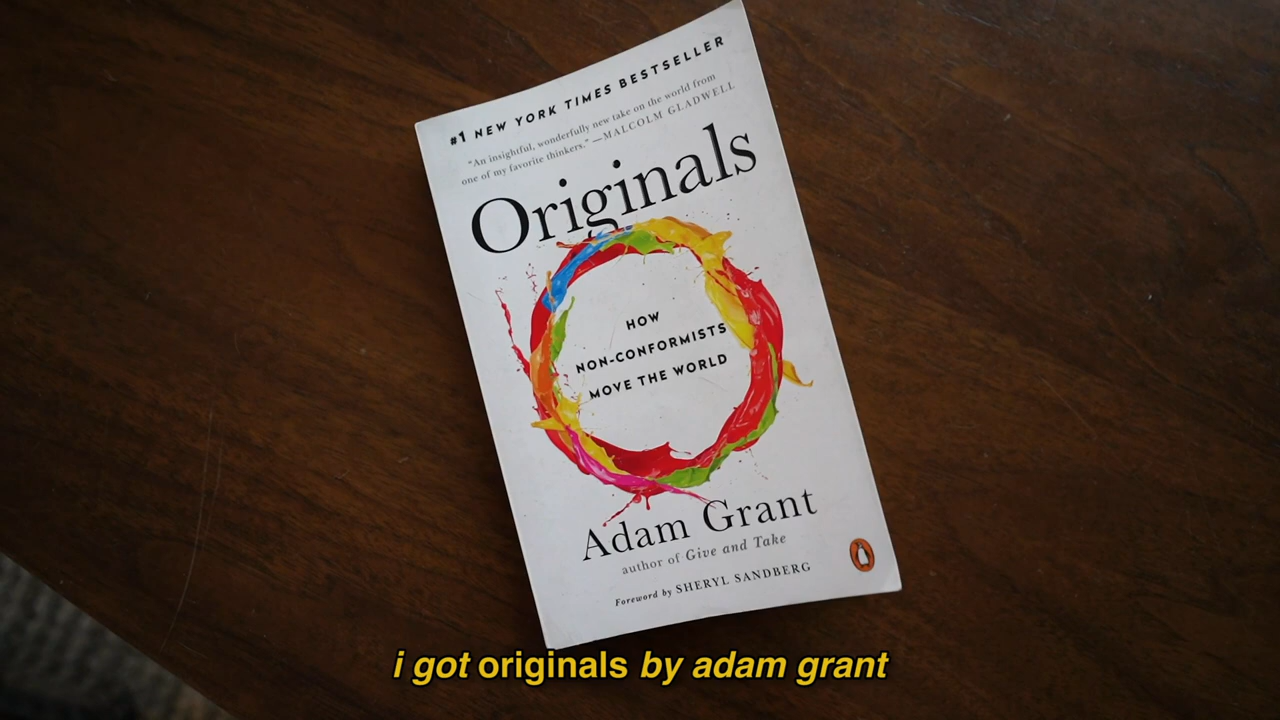 #1 NEW YORK TIMES BESTSELLER
"An insightful, wonderfully new take on the world from
one of my favorite thinkers." —MALCOLM GLADWELL
Originals
HOW
NON-CONFORMISTS
MOVE THE WORLD
Adam Grant
author of Give and Take
Foreword by SHERYL SANDBERG
i got originals by adam grant